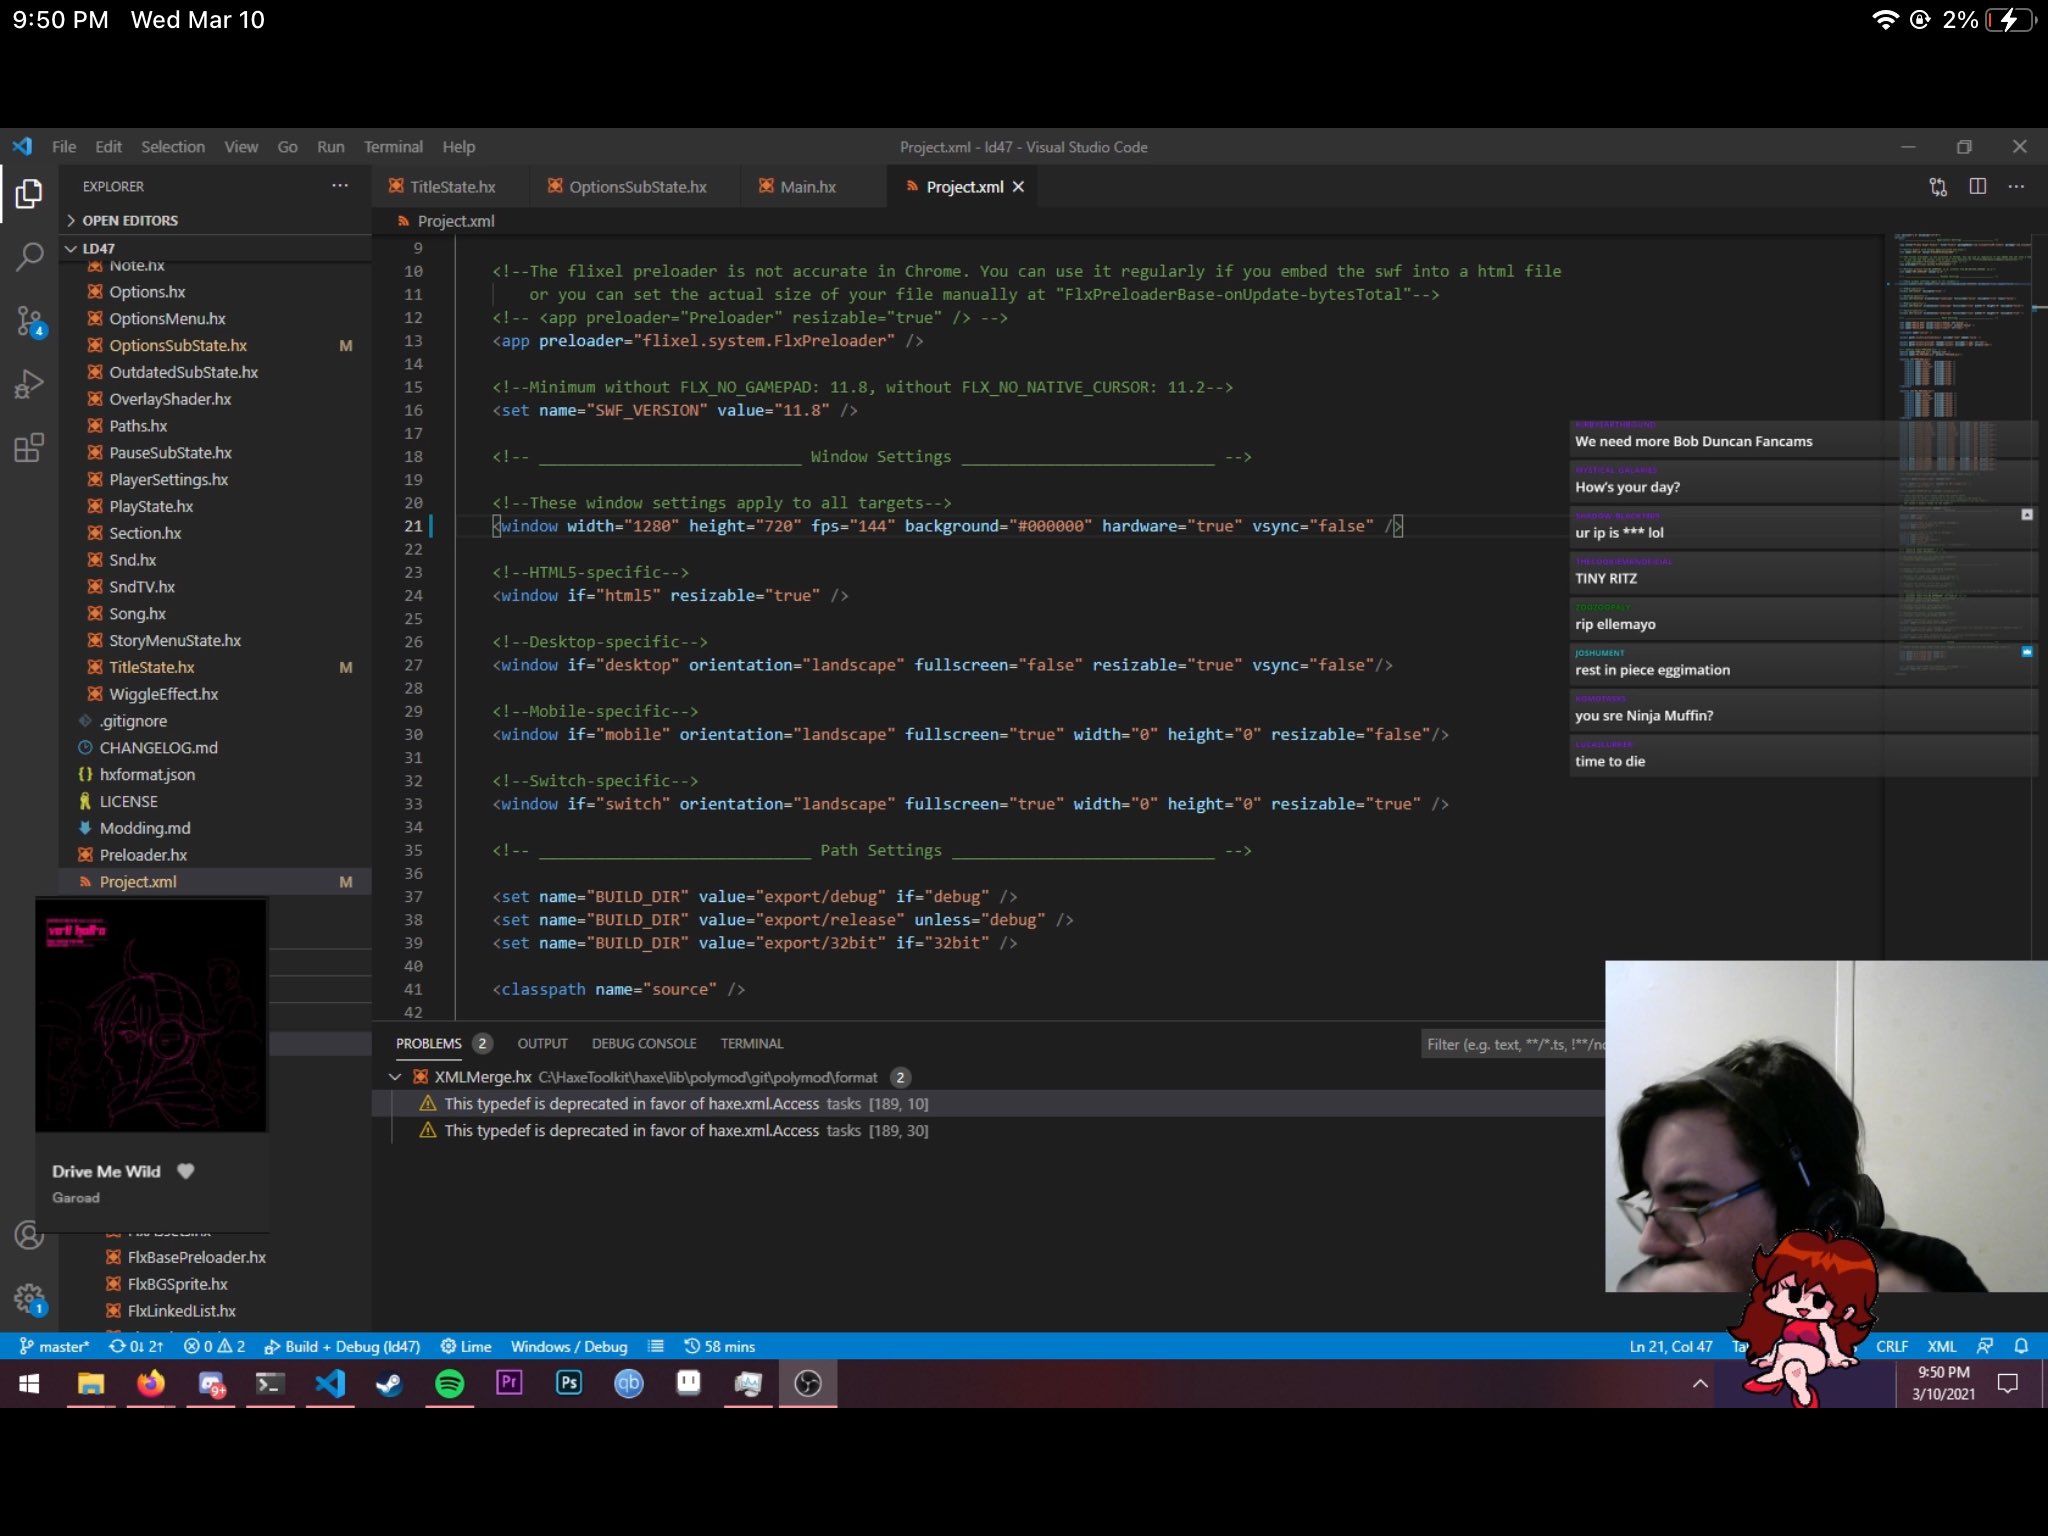 9:50 PM Wed Mar 10
2%
File Edit Selection View Go Run Terminal Help
Project.xml - ld47 - Visual Studio Code
EXPLORER
OPEN EDITORS
LD47
Note.hx
Options.hx
OptionsMenu.hx
OptionsSubState.hx M
OutdatedSubState.hx
OverlayShader.hx
Paths.hx
PauseSubState.hx
PlayerSettings.hx
PlayState.hx
Section.hx
Snd.hx
SndTV.hx
Song.hx
StoryMenuState.hx
TitleState.hx M
WiggleEffect.hx
.gitignore
CHANGELOG.md
hxformat.json
LICENSE
Modding.md
Preloader.hx
Project.xml M
4
Drive Me Wild
Garoad
FlxBasePreloader.hx
FlxBGSprite.hx
FlxLinkedList.hx
1
TitleState.hx OptionsSubState.hx Main.hx Project.xml
Project.xml
9
10 <!--The flixel preloader is not accurate in Chrome. You can use it regularly if you embed the swf into a html file
11 or you can set the actual size of your file manually at "FlxPreloaderBase-onUpdate-bytesTotal"-->
12 <!-- <app preloader="Preloader" resizable="true" /> -->
13 <app preloader="flixel.system.FlxPreloader" />
14
15 <!--Minimum without FLX_NO_GAMEPAD: 11.8, without FLX_NO_NATIVE_CURSOR: 11.2-->
16 <set name="SWF_VERSION" value="11.8" />
17
18 <!-- ____________________________ Window Settings ___________________________ -->
19
20 <!--These window settings apply to all targets-->
21 <window width="1280" height="720" fps="144" background="#000000" hardware="true" vsync="false" />
22
23 <!--HTML5-specific-->
24 <window if="html5" resizable="true" />
25
26 <!--Desktop-specific-->
27 <window if="desktop" orientation="landscape" fullscreen="false" resizable="true" vsync="false"/>
28
29 <!--Mobile-specific-->
30 <window if="mobile" orientation="landscape" fullscreen="true" width="0" height="0" resizable="false"/>
31
32 <!--Switch-specific-->
33 <window if="switch" orientation="landscape" fullscreen="true" width="0" height="0" resizable="true" />
34
35 <!-- _____________________________ Path Settings ____________________________ -->
36
37 <set name="BUILD_DIR" value="export/debug" if="debug" />
38 <set name="BUILD_DIR" value="export/release" unless="debug" />
39 <set name="BUILD_DIR" value="export/32bit" if="32bit" />
40
41 <classpath name="source" />
42
We need more Bob Duncan Fancams
MYSTICAL GALAXIES
How's your day?
ur ip is *** lol
TINY RITZ
rip ellemayo
JOSHUMENT
rest in piece eggimation
you sre Ninja Muffin?
time to die
PROBLEMS 2 OUTPUT DEBUG CONSOLE TERMINAL
Filter (e.g. text, **/*.ts, !**/no
XMLMerge.hx C:\HaxeToolkit\haxe\lib\polymod\git\polymod\format 2
This typedef is deprecated in favor of haxe.xml.Access tasks [189, 10]
This typedef is deprecated in favor of haxe.xml.Access tasks [189, 30]
master* 0↓ 2↑ 0 2 Build + Debug (ld47) Lime Windows / Debug 58 mins
Ln 21, Col 47 CRLF XML
9+ Pr Ps qb
9:50 PM
3/10/2021